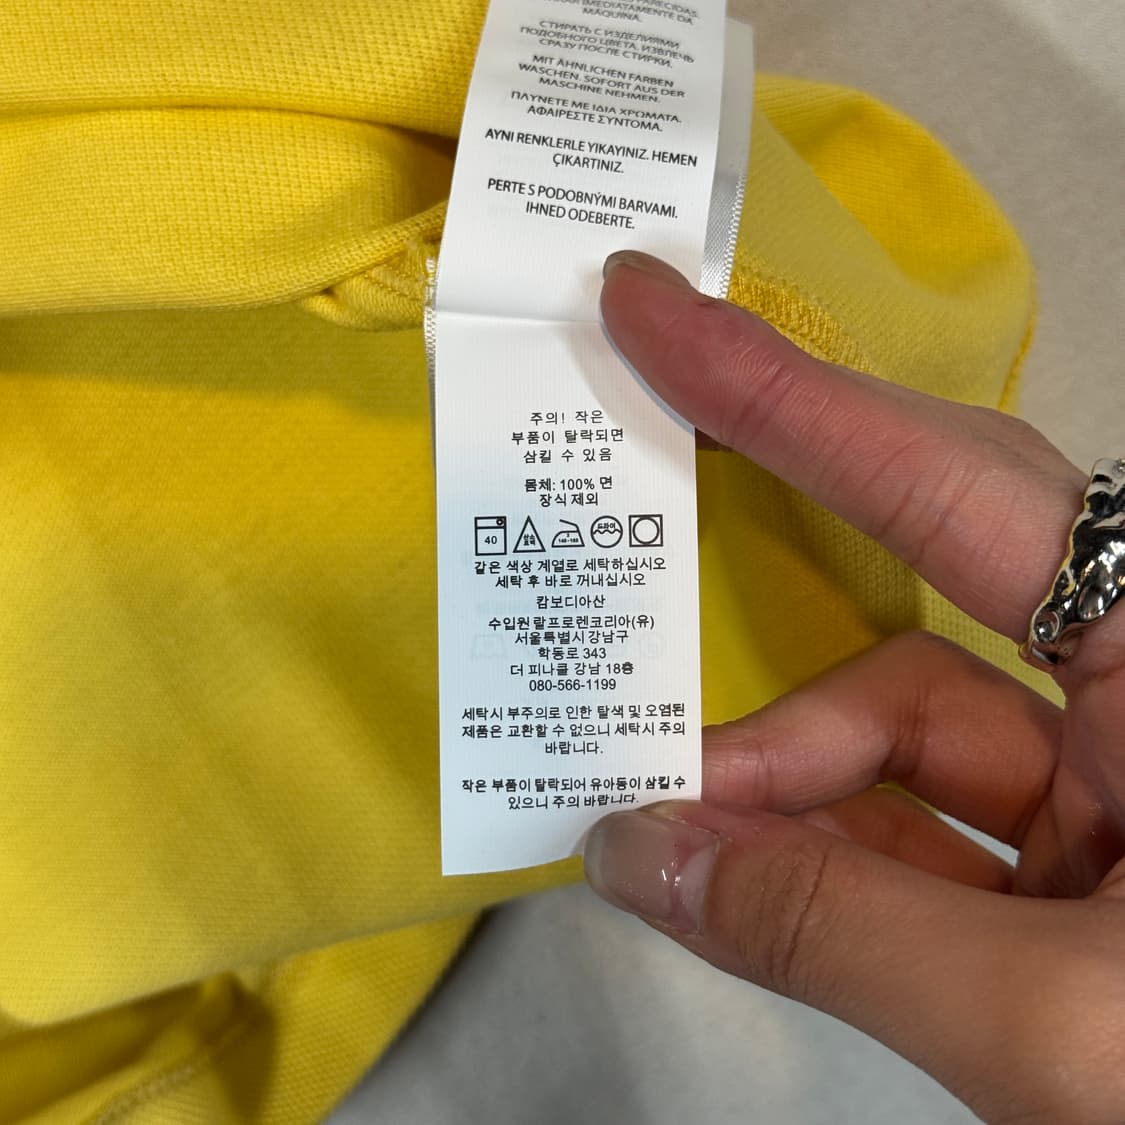 PARECIDAS.
IMEDIATAMENTE DA
MÁQUINA.
СТИРАТЬ С ИЗДЕЛИЯМИ
ПОДОБНОГО ЦВЕТА. ИЗВЛЕЧЬ
СРАЗУ ПОСЛЕ СТИРКИ.
MIT ÄHNLICHEN FARBEN
WASCHEN. SOFORT AUS DER
MASCHINE NEHMEN.
ΠΛΥΝΕΤΕ ΜΕ ΙΔΙΑ ΧΡΩΜΑΤΑ.
ΑΦΑΙΡΕΣΤΕ ΣΥΝΤΟΜΑ.
AYNI RENKLERLE YIKAYINIZ. HEMEN
ÇIKARTINIZ.
PERTE S PODOBNÝMI BARVAMI.
IHNED ODEBERTE.
주의! 작은
부품이 탈락되면
삼킬 수 있음
몸체: 100% 면
장식 제외
40 드라이
같은 색상 계열로 세탁하십시오
세탁 후 바로 꺼내십시오
캄보디아산
수입원 랄프로렌코리아(유)
서울특별시 강남구
학동로 343
더 피나클 강남 18층
080-566-1199
세탁시 부주의로 인한 탈색 및 오염된
제품은 교환할 수 없으니 세탁시 주의
바랍니다.
작은 부품이 탈락되어 유아동이 삼킬 수
있으니 주의 바랍니다.